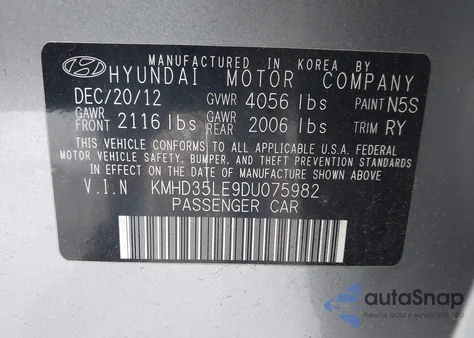 MANUFACTURED IN KOREA BY
HYUNDAI MOTOR COMPANY
DEC/20/12 GVWR 4056 lbs PAINT N5S
GAWR FRONT 2116 lbs GAWR REAR 2006 lbs TRIM RY
THIS VEHICLE CONFORMS TO ALL APPLICABLE U.S. FEDERAL
MOTOR VEHICLE SAFETY, BUMPER, AND THEFT PREVENTION
STANDARDS IN EFFECT ON THE DATE OF MANUFACTURE SHOWN ABOVE.
V.I.N KMHD35LE9DU075982
PASSENGER CAR
autoSnap